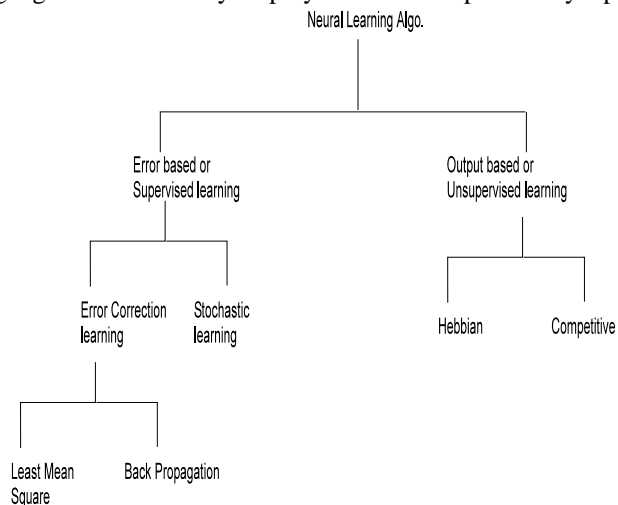 Neural Learning Algo.
Error based or
Supervised learning
Output based or
Unsupervised learning
Error Correction
learning
Stochastic
learning
Hebbian
Competitive
Least Mean
Square
Back Propagation